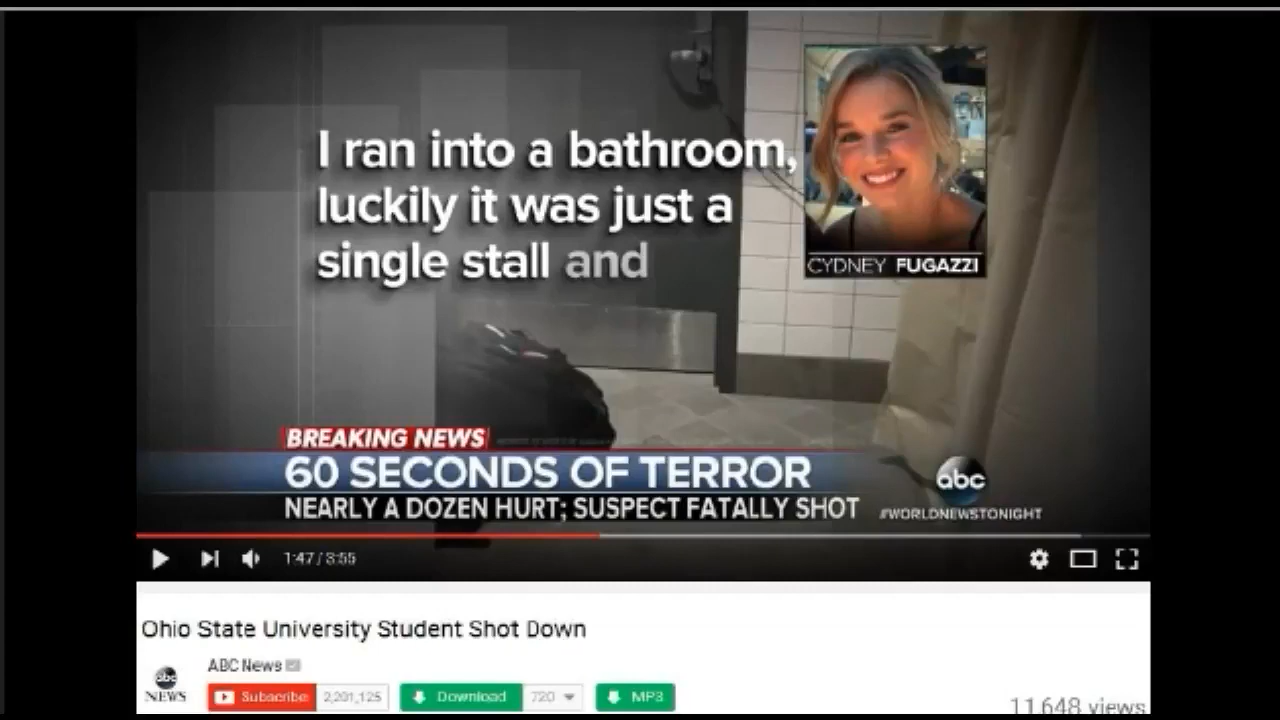 I ran into a bathroom,
luckily it was just a
single stall and
CYDNEY FUGAZZI
BREAKING NEWS
60 SECONDS OF TERROR
NEARLY A DOZEN HURT; SUSPECT FATALLY SHOT
abc
#WORLDNEWSTONIGHT
1:47 / 3:55
Ohio State University Student Shot Down
abc
NEWS
ABC News
Subscribe 2,201,125 Download 720 MP3
11,648 views